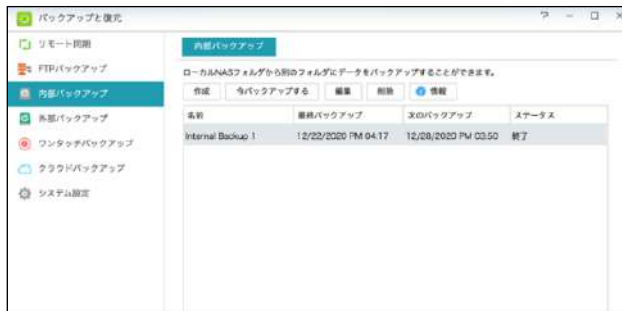 バックアップと復元
リモート同期
FTPバックアップ
内部バックアップ
外部バックアップ
ワンタッチバックアップ
クラウドバックアップ
システム設定
内部バックアップ
ローカルNASフォルダから別のフォルダにデータをバックアップすることができます。
作成 今バックアップする 編集 削除 情報
名前 最終バックアップ 次のバックアップ ステータス
Internal Backup 1 12/22/2020 PM 04:17 12/28/2020 PM 03:50 終了